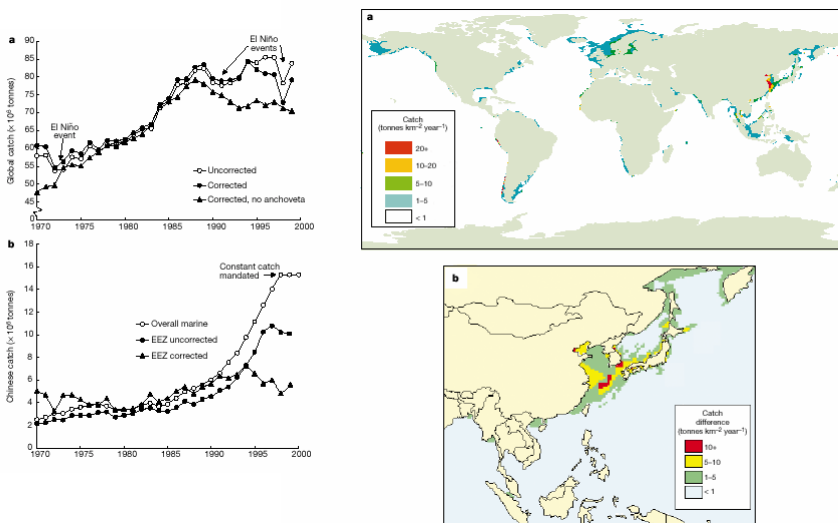 a
Global catch (× 10⁶ tonnes)
90
85
80
75
70
65
60
55
50
45
0
El Niño
event
El Niño
events
Uncorrected
Corrected
Corrected, no anchoveta
1970 1975 1980 1985 1990 1995 2000
b
Chinese catch (× 10⁶ tonnes)
18
16
14
12
10
8
6
4
2
0
Constant catch
mandated
Overall marine
EEZ uncorrected
EEZ corrected
1970 1975 1980 1985 1990 1995 2000
a
Catch
(tonnes km⁻² year⁻¹)
20+
10–20
5–10
1–5
< 1
b
Catch
difference
(tonnes km⁻² year⁻¹)
10+
5–10
1–5
< 1